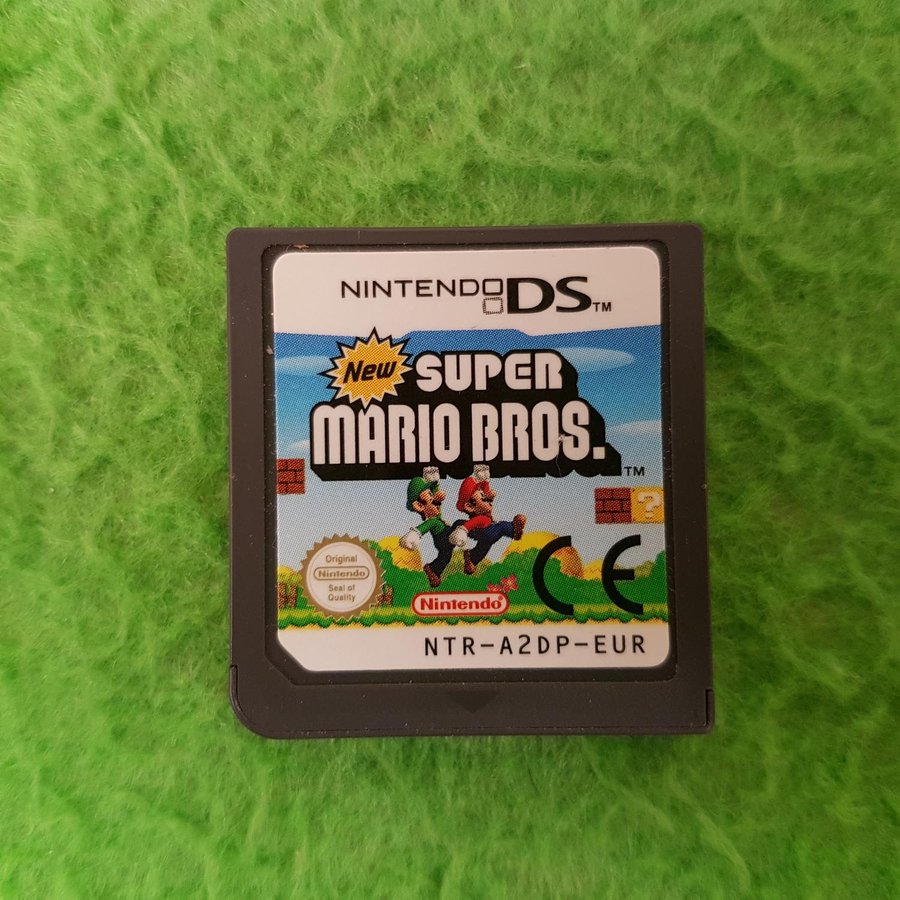 NINTENDO DS™
New SUPER
MARIO BROS.™
?
Original
Nintendo
Seal of
Quality
Nintendo
CE
NTR-A2DP-EUR